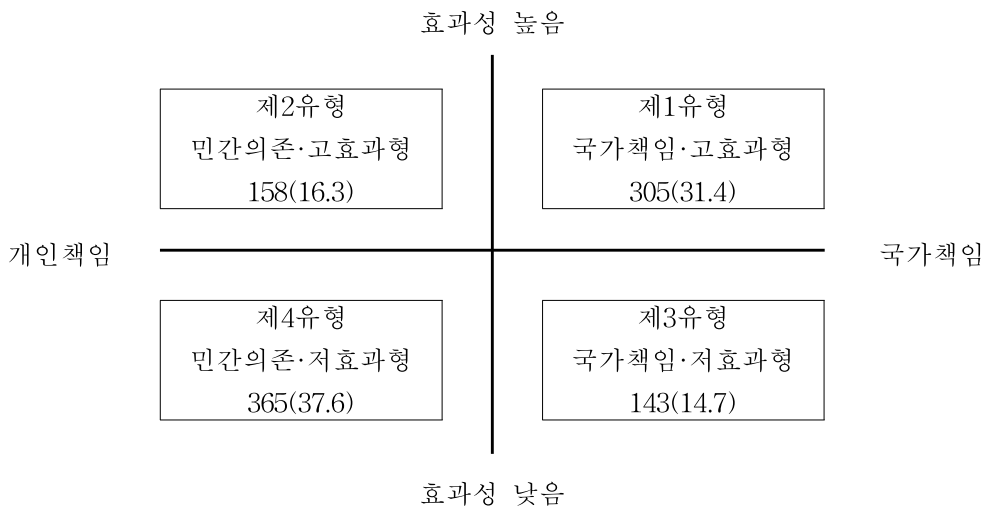 효과성 높음
제2유형
민간의존·고효과형
158(16.3)
제1유형
국가책임·고효과형
305(31.4)
개인책임
국가책임
제4유형
민간의존·저효과형
365(37.6)
제3유형
국가책임·저효과형
143(14.7)
효과성 낮음